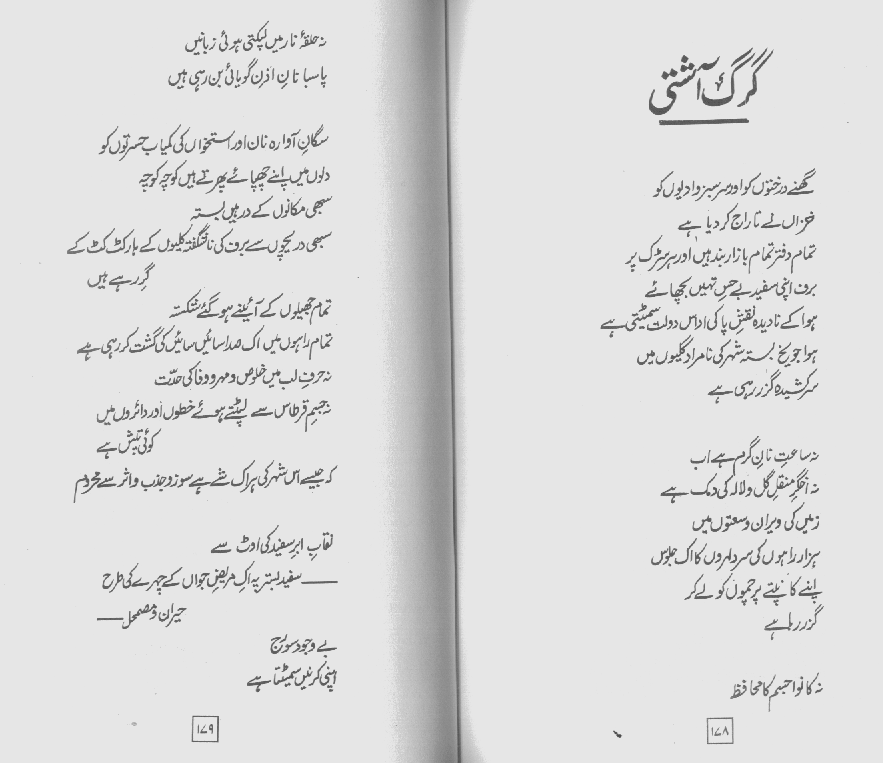 گرگ آشتی
گھنے درختوں کو اور سرسبز وادیوں کو
خزاں نے تاراج کر دیا ہے
تمام دفتر تمام بازار بند ہیں اور ہر سڑک پر
برف اپنی سفید بے حس تہیں بچھائے
ہوا کے نادیدہ نقشِ پا کی اداس دولت سمیٹتی ہے
ہوا جو یخ بستہ شہر کی نامراد گلیوں میں
سرکشیدہ گزر رہی ہے
نہ ساعتِ نانِ گرم ہے اب
نہ اخگرِ منقلِ گل و لالہ کی دمک ہے
زمیں کی ویران وسعتوں میں
ہزار راہوں کی سرد لہروں کا اک جلوس
اپنے کانپتے پرچموں کو لے کر
گزر رہا ہے
نہ کانوا جسم کا محافظ
۱۷۸
نہ حلقۂ نار میں لپکتی ہوئی زبانیں
پاسبانانِ اذنِ گویائی بن رہی ہیں
سگانِ آوارہ نان اور استخواں کی کمیاب حسرتوں کو
دلوں میں اپنے چھپائے پھرتے ہیں کوچہ کوچہ
سبھی مکانوں کے در ہیں بستہ
سبھی دریچوں سے برف کی ناشگفتہ کلیوں کے ہار کٹ کٹ کے
گر رہے ہیں
تمام جھیلوں کے آئینے ہو گئے شکستہ
تمام راہوں میں اک صدا سائیں سائیں کی گشت کر رہی ہے
نہ حرفِ لب میں خلوص و مہر و وفا کی حدّت
نہ جسمِ قرطاس سے لپٹتے ہوئے خطوں اور دائروں میں
کوئی تپش ہے
کہ جیسے اس شہر کی ہر اک شے ہے سوز و جذب و اثر سے محروم
نقابِ ابرِ سفید کی اوٹ سے
—— سفید بستر پہ اک مریضِ جواں کے چہرے کی طرح
حیران و مضمحل ——
بے وجود سورج
اپنی کرنیں سمیٹتا ہے
۱۷۹